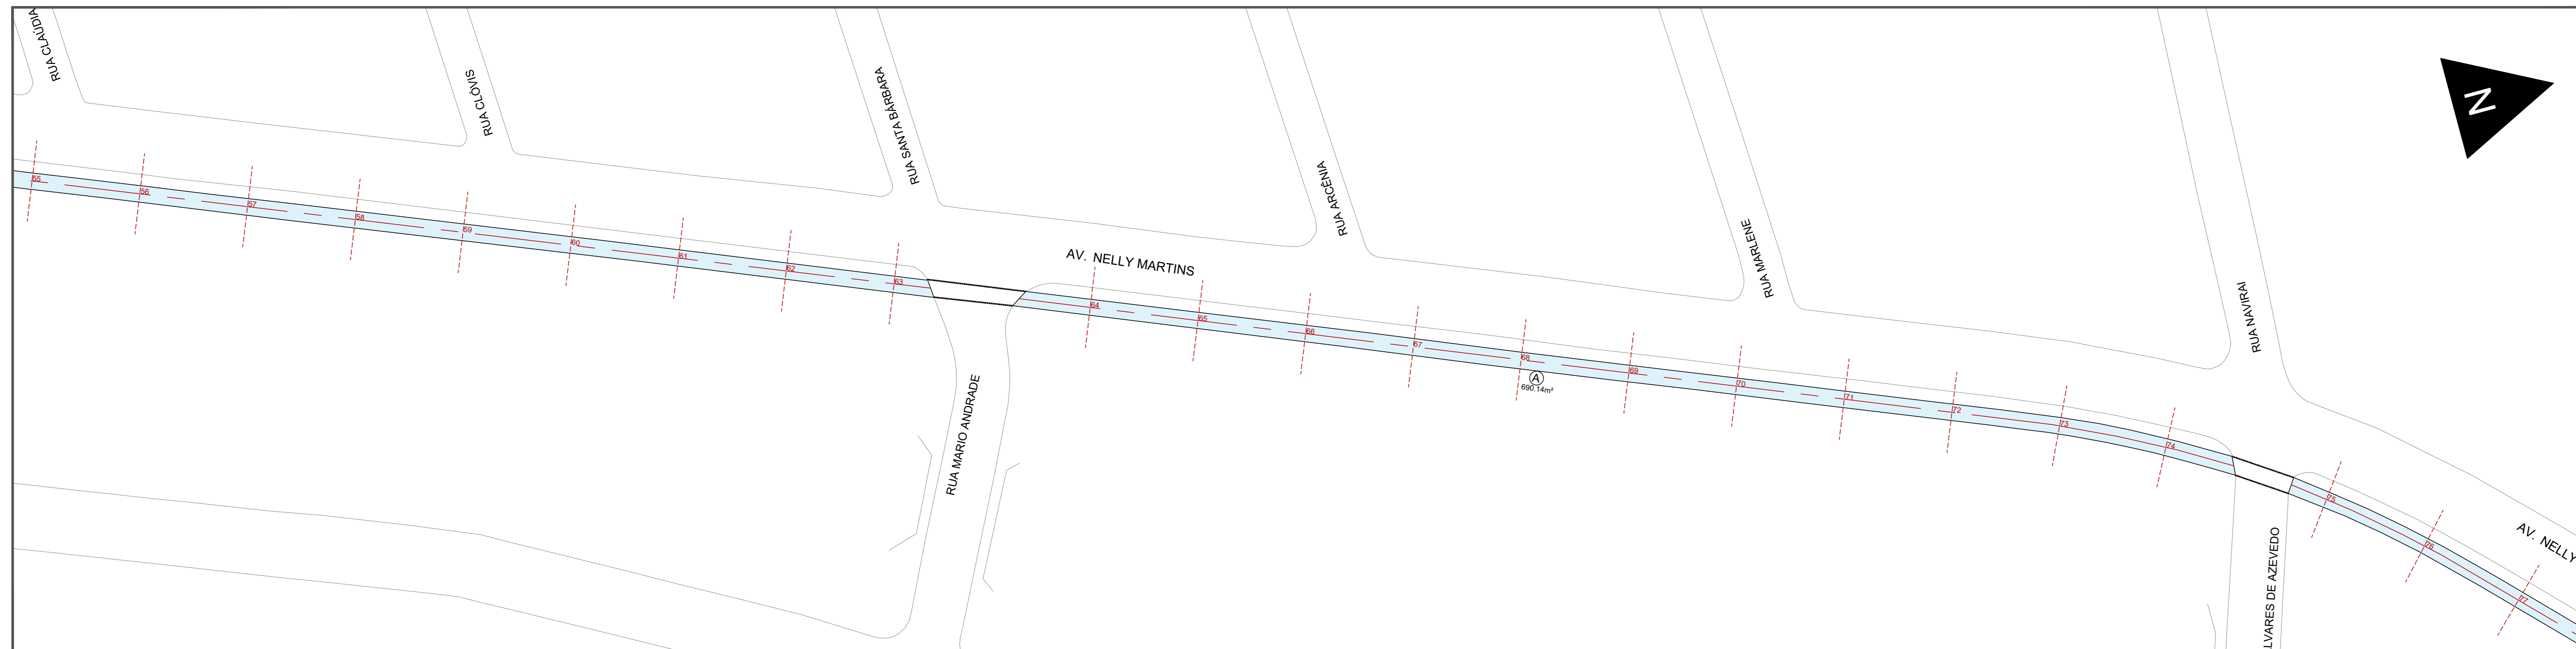 RUA CLAÚDIA
RUA CLÓVIS
RUA SANTA BÁRBARA
RUA ARCÊNIA
RUA MARLENE
RUA NAVIRAI
N
AV. NELLY MARTINS
55
56
57
58
59
60
61
62
63
64
65
66
67
68
69
70
71
72
73
74
75
76
77
A
690.14m²
RUA MARIO ANDRADE
LVARES DE AZEVEDO
AV. NELLY